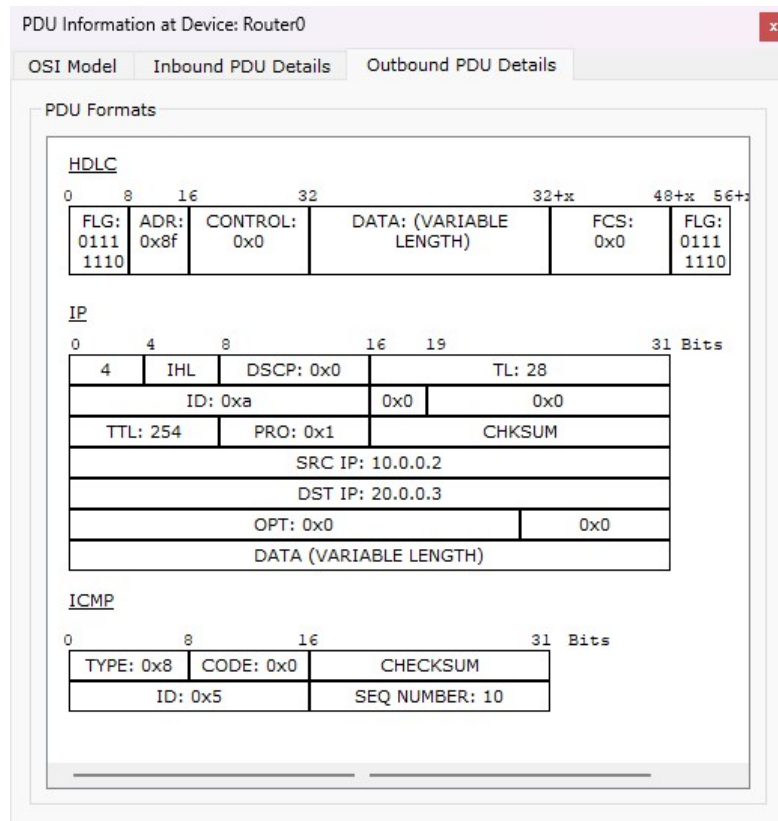 PDU Information at Device: Router0
x
OSI Model Inbound PDU Details Outbound PDU Details
PDU Formats
HDLC
0 8 16 32 32+x 48+x 56+
FLG: 0111 1110 ADR: 0x8f CONTROL: 0x0 DATA: (VARIABLE LENGTH) FCS: 0x0 FLG: 0111 1110
IP
0 4 8 16 19 31 Bits
4 IHL DSCP: 0x0 TL: 28
ID: 0xa 0x0 0x0
TTL: 254 PRO: 0x1 CHKSUM
SRC IP: 10.0.0.2
DST IP: 20.0.0.3
OPT: 0x0 0x0
DATA (VARIABLE LENGTH)
ICMP
0 8 16 31 Bits
TYPE: 0x8 CODE: 0x0 CHECKSUM
ID: 0x5 SEQ NUMBER: 10